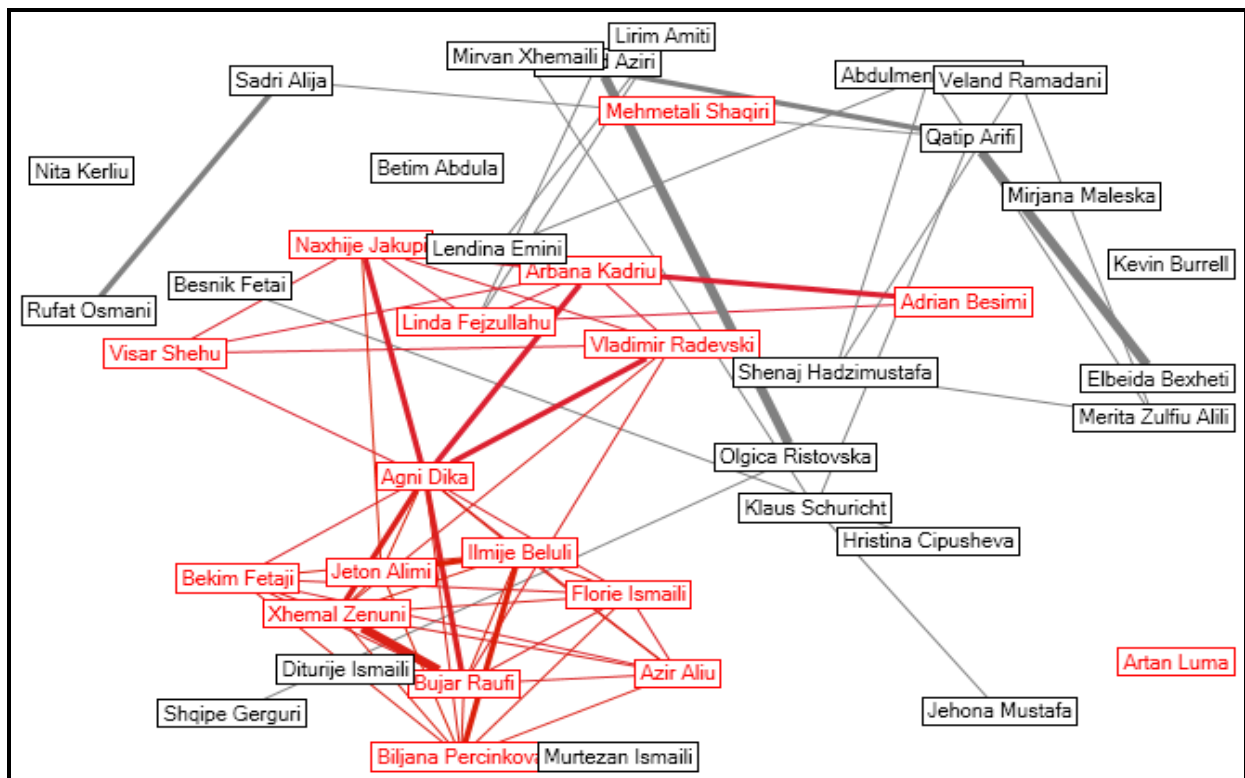 Lirim Amiti
Mirvan Xhemaili
Aziri
Sadri Alija
Abdulmen
Veland Ramadani
Mehmetali Shaqiri
Qatip Arifi
Nita Kerliu
Betim Abdula
Mirjana Maleska
Naxhije Jakupi
Lendina Emini
Arbana Kadriu
Kevin Burrell
Besnik Fetai
Rufat Osmani
Adrian Besimi
Linda Fejzullahu
Visar Shehu
Vladimir Radevski
Shenaj Hadzimustafa
Elbeida Bexheti
Merita Zulfiu Alili
Olgica Ristovska
Agni Dika
Klaus Schuricht
Hristina Cipusheva
Ilmije Beluli
Bekim Fetaji
Jeton Alimi
Florie Ismaili
Xhemal Zenuni
Diturije Ismaili
Artan Luma
Bujar Raufi
Azir Aliu
Shqipe Gerguri
Jehona Mustafa
Biljana Percinkova
Murtezan Ismaili